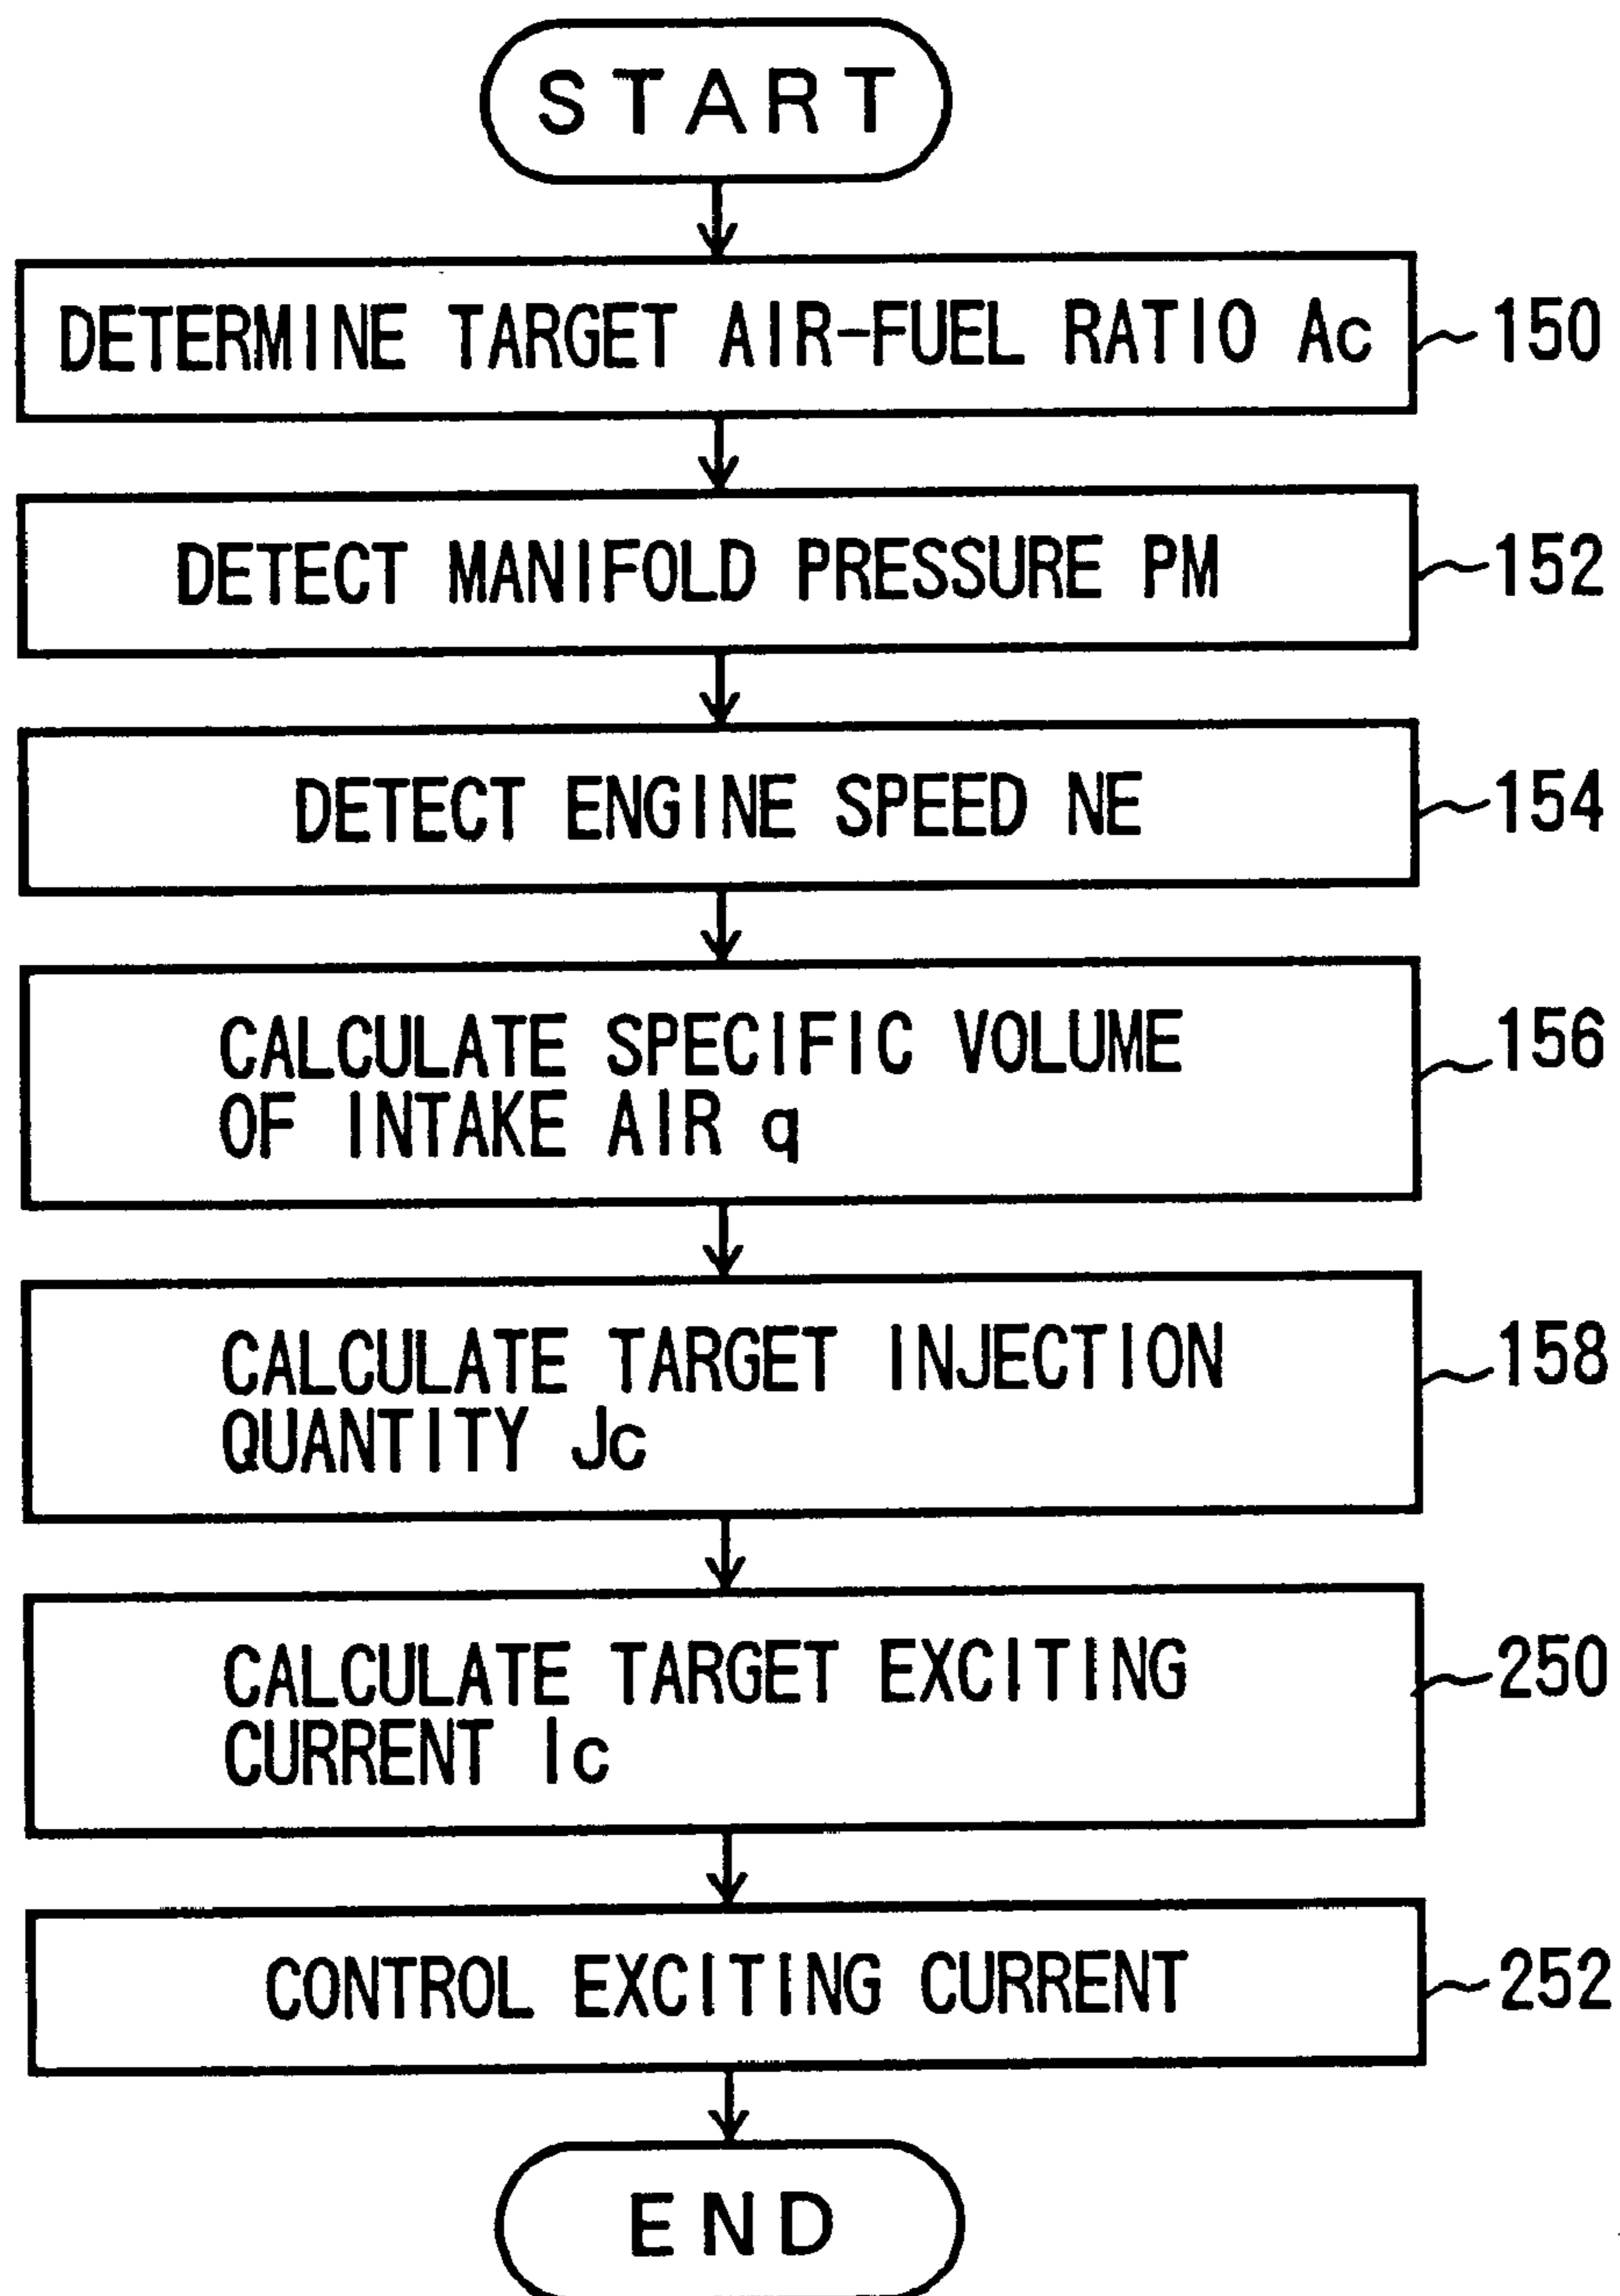 START
DETERMINE TARGET AIR-FUEL RATIO Ac
150
DETECT MANIFOLD PRESSURE PM
152
DETECT ENGINE SPEED NE
154
CALCULATE SPECIFIC VOLUME
OF INTAKE AIR q
156
CALCULATE TARGET INJECTION
QUANTITY Jc
158
CALCULATE TARGET EXCITING
CURRENT Ic
250
CONTROL EXCITING CURRENT
252
END